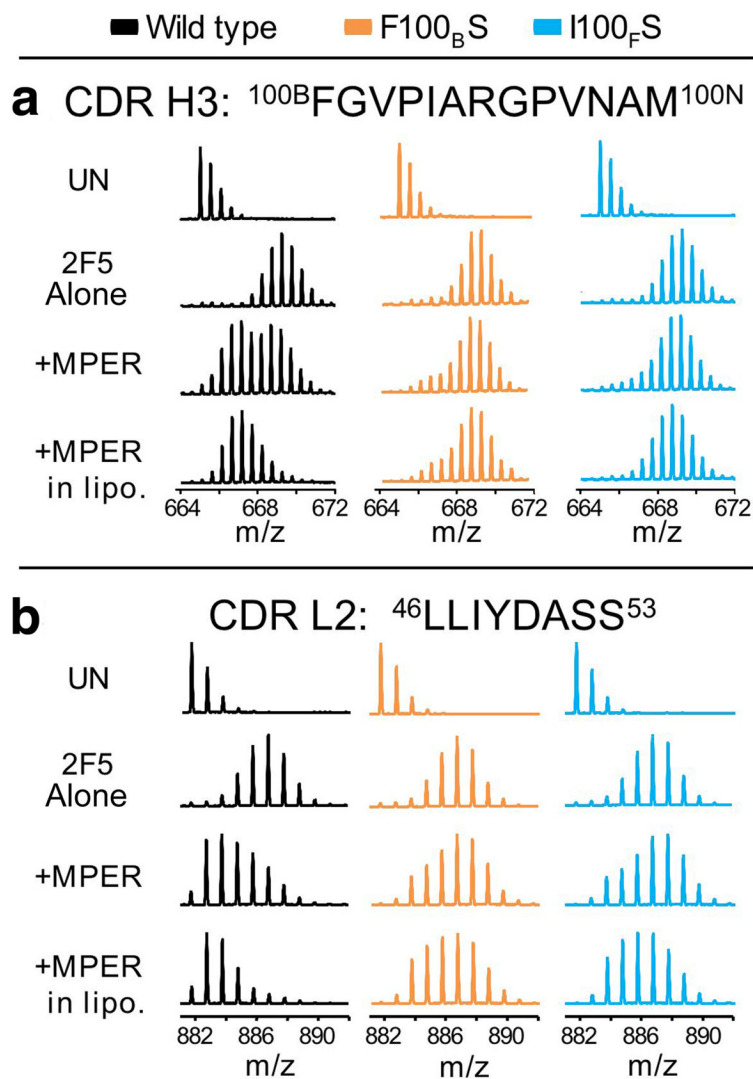 Wild type F100BS I100FS
a CDR H3: 100BFGVPIARGPVNAM100N
UN
2F5
Alone
+MPER
+MPER
in lipo.
664 668 672 664 668 672 664 668 672
m/z m/z m/z
b CDR L2: 46LLIYDASS53
UN
2F5
Alone
+MPER
+MPER
in lipo.
882 886 890 882 886 890 882 886 890
m/z m/z m/z